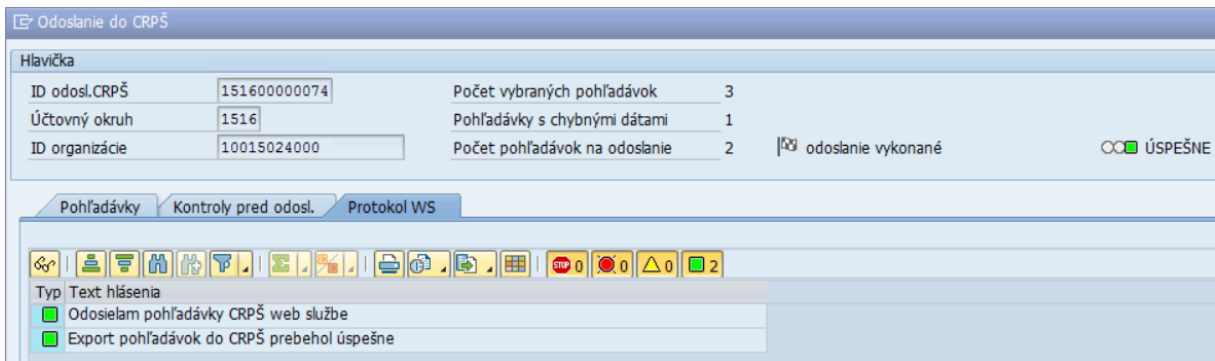 Odoslanie do CRPŠ
Hlavička
ID odosl.CRPŠ 151600000074 Počet vybraných pohľadávok 3
Účtovný okruh 1516 Pohľadávky s chybnými dátami 1
ID organizácie 10015024000 Počet pohľadávok na odoslanie 2 odoslanie vykonané ÚSPEŠNE
Pohľadávky Kontroly pred odosl. Protokol WS
STOP 0 0 0 2
Typ Text hlásenia
Odosielam pohľadávky CRPŠ web službe
Export pohľadávok do CRPŠ prebehol úspešne